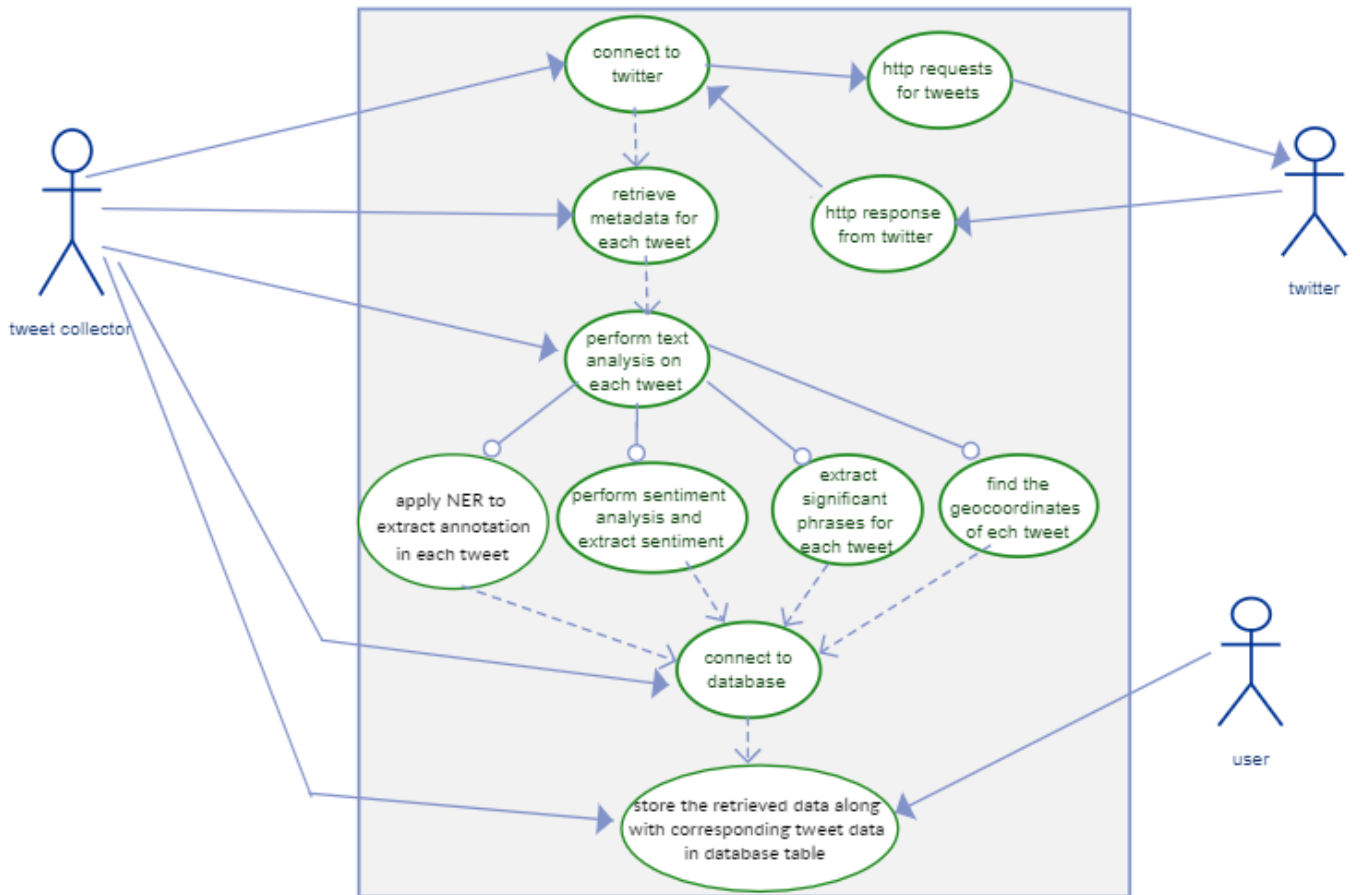 connect to
twitter
http requests
for tweets
retrieve
metadata for
each tweet
http response
from twitter
tweet collector
twitter
perform text
analysis on
each tweet
apply NER to
extract annotation
in each tweet
perform sentiment
analysis and
extract sentiment
extract
significant
phrases for
each tweet
find the
geocoordinates
of ech tweet
connect to
database
user
store the retrieved data along
with corresponding tweet data
in database table